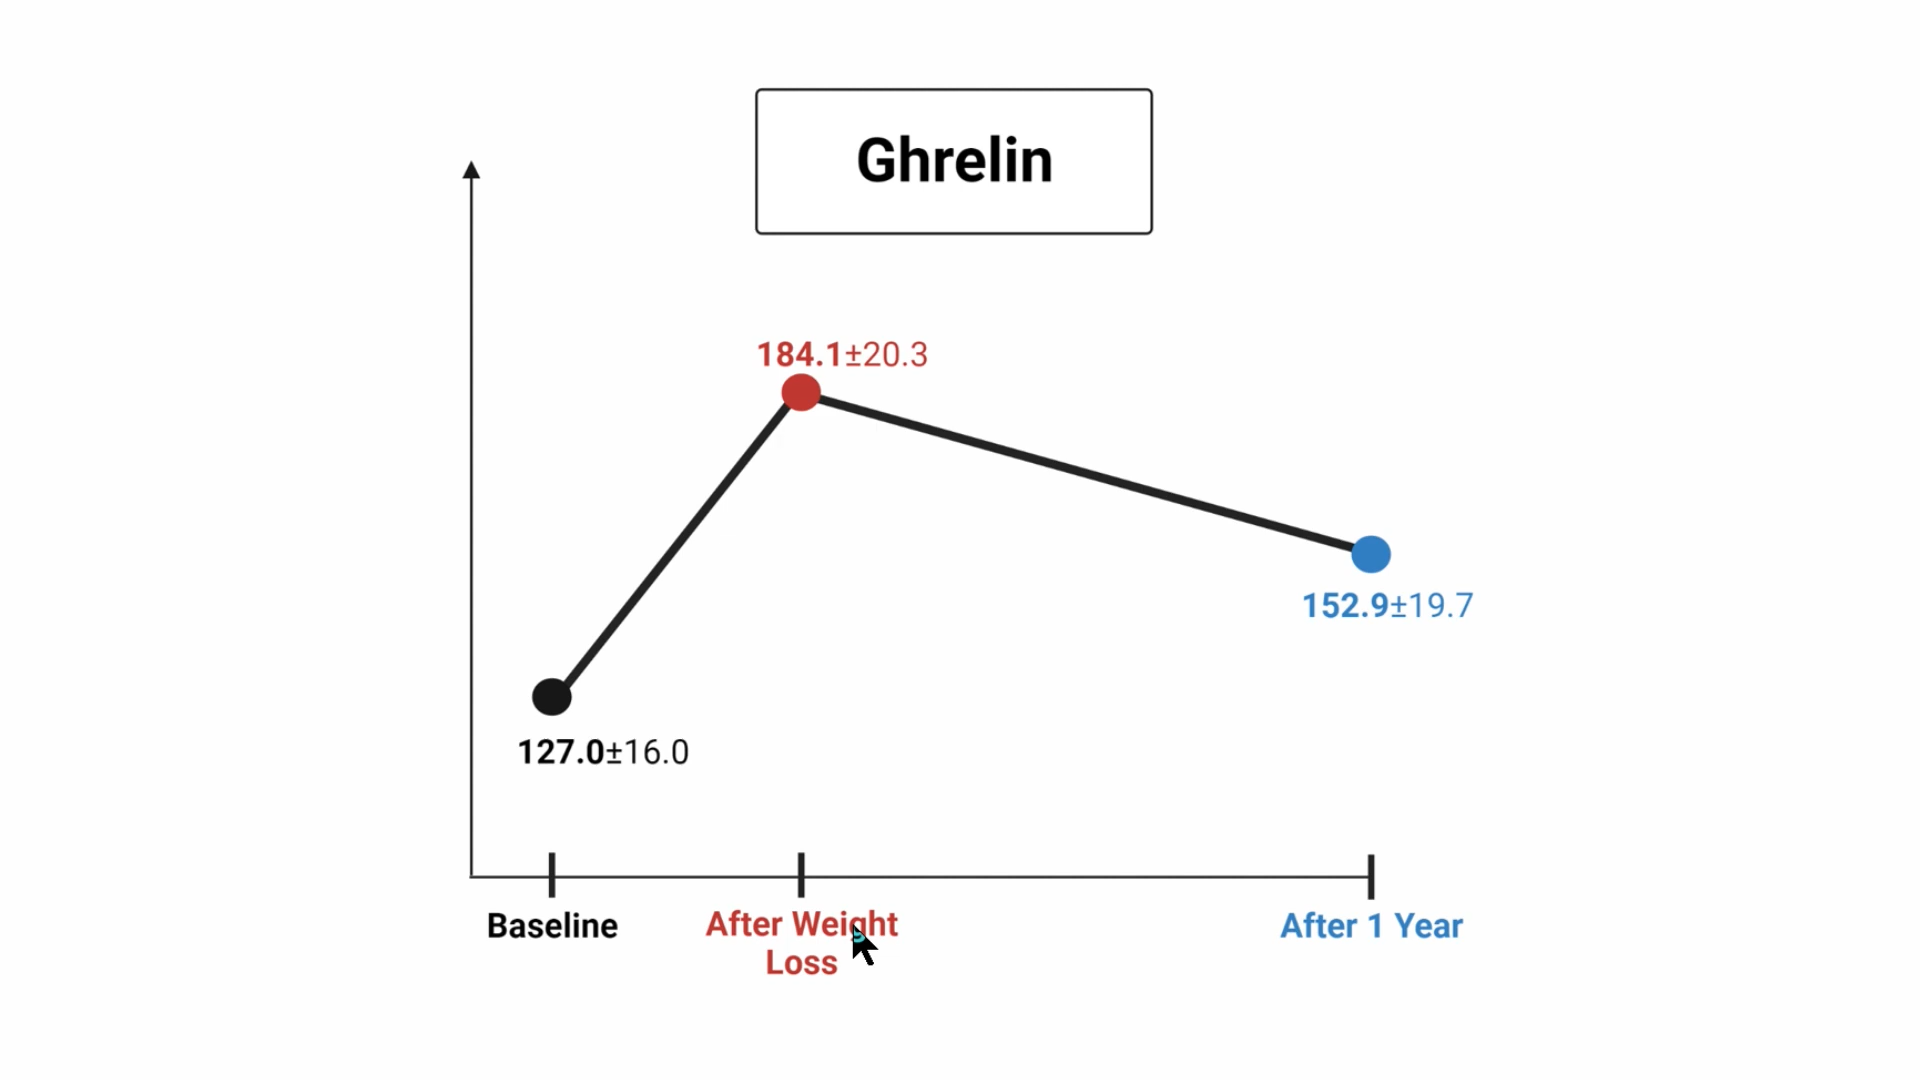 Ghrelin
184.1±20.3
152.9±19.7
127.0±16.0
Baseline
After Weight
Loss
After 1 Year